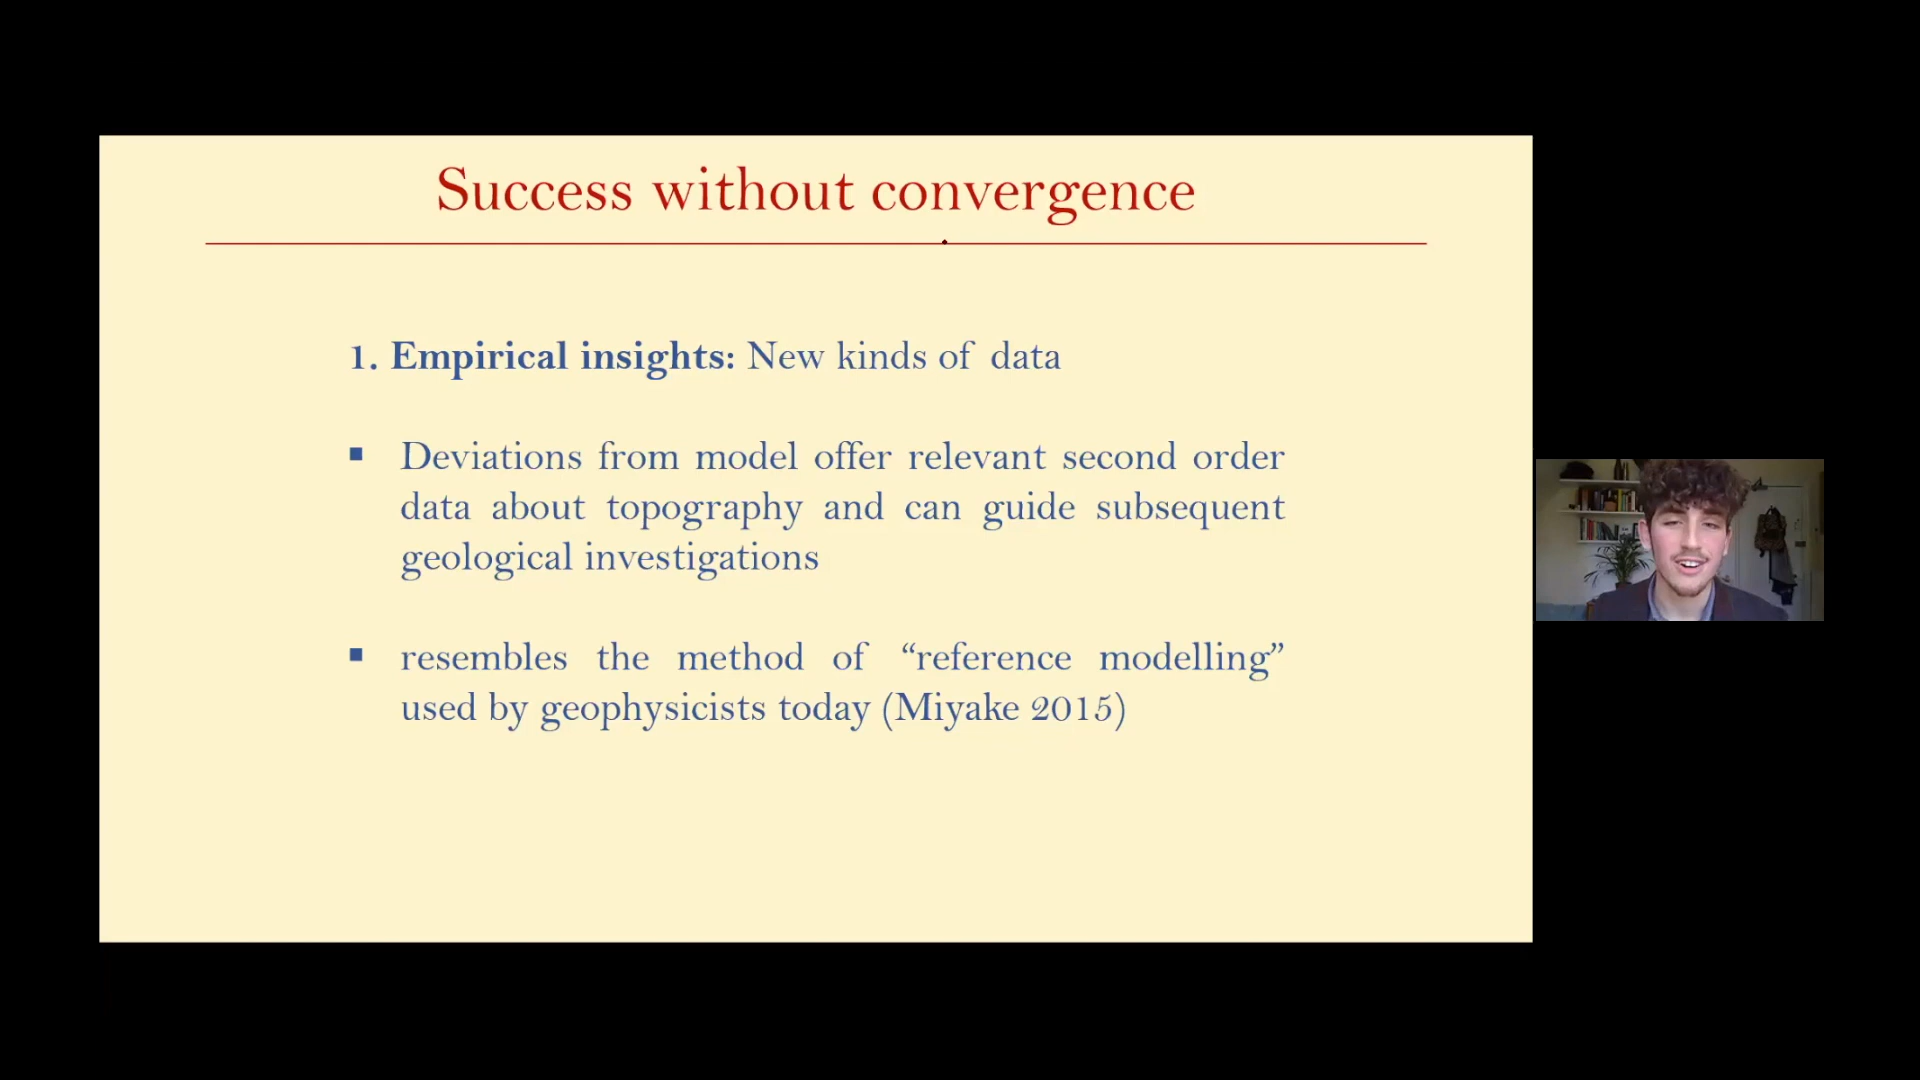 Success without convergence
1. Empirical insights: New kinds of data
▪ Deviations from model offer relevant second order
data about topography and can guide subsequent
geological investigations
▪ resembles the method of “reference modelling”
used by geophysicists today (Miyake 2015)